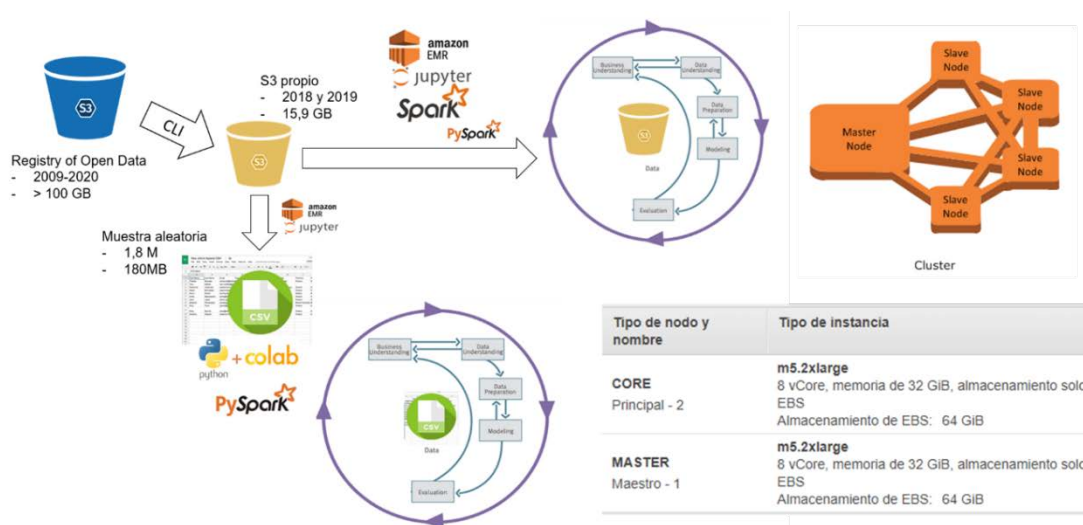 S3
Registry of Open Data
- 2009-2020
- > 100 GB
CLI
S3 propio
- 2018 y 2019
- 15,9 GB
S3
amazon
EMR
jupyter
Spark
PySpark
Business
Understanding
Data
Understanding
Data
Preparation
Modeling
S3
Data
Evaluation
Master
Node
Slave
Node
Slave
Node
Slave
Node
Slave
Node
Cluster
amazon
EMR
jupyter
Muestra aleatoria
- 1,8 M
- 180MB
CSV
python
+ colab
PySpark
Business
Understanding
Data
Understanding
Data
Preparation
Modeling
CSV
Data
Evaluation
Tipo de nodo y
nombre
Tipo de instancia
CORE
Principal - 2
m5.2xlarge
8 vCore, memoria de 32 GiB, almacenamiento solo
EBS
Almacenamiento de EBS: 64 GiB
MASTER
Maestro - 1
m5.2xlarge
8 vCore, memoria de 32 GiB, almacenamiento solo
EBS
Almacenamiento de EBS: 64 GiB